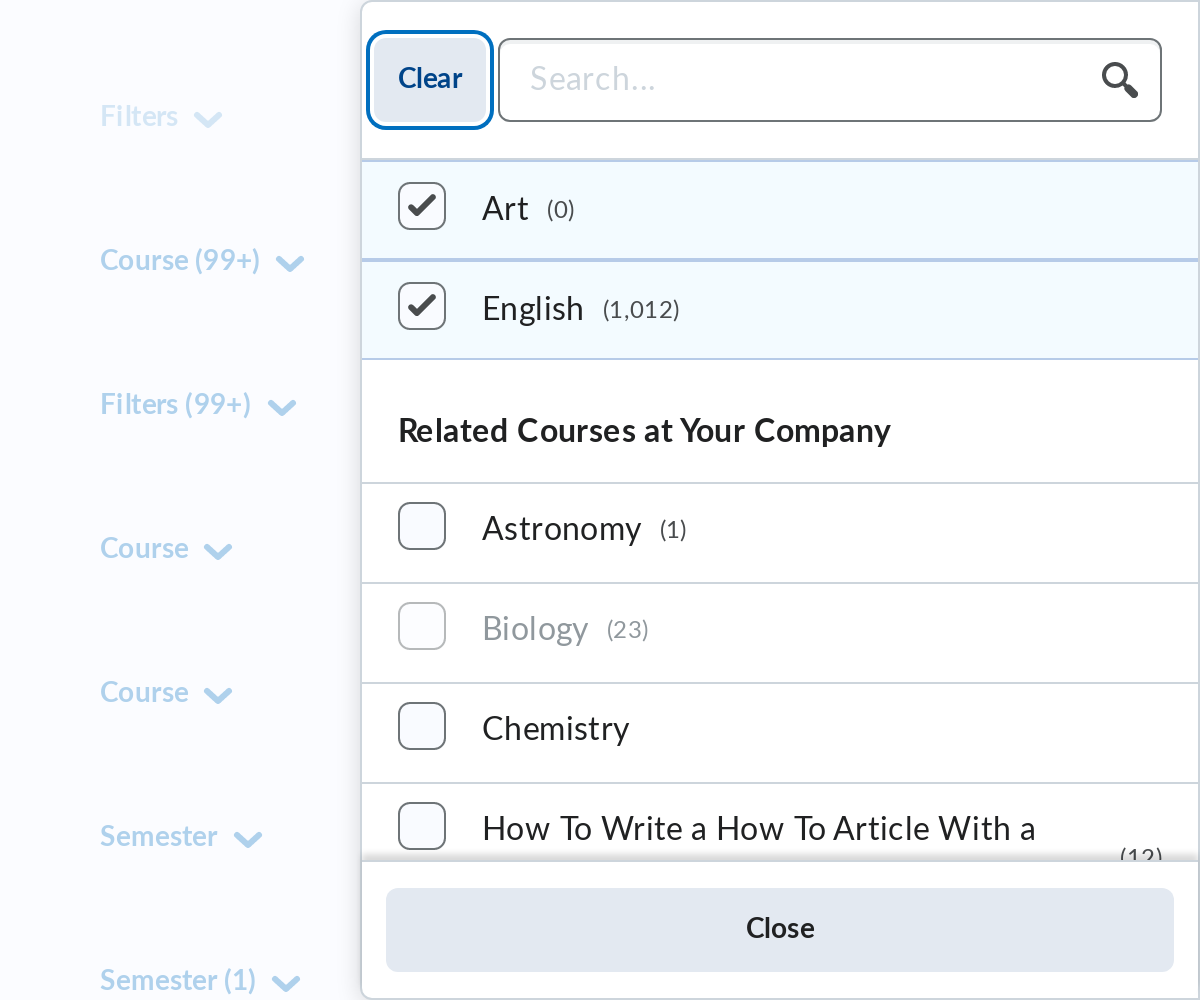 Filters
Course (99+)
Filters (99+)
Course
Course
Semester
Semester (1)
Clear
Search...
Art (0)
English (1,012)
Related Courses at Your Company
Astronomy (1)
Biology (23)
Chemistry
How To Write a How To Article With a
(12)
Close